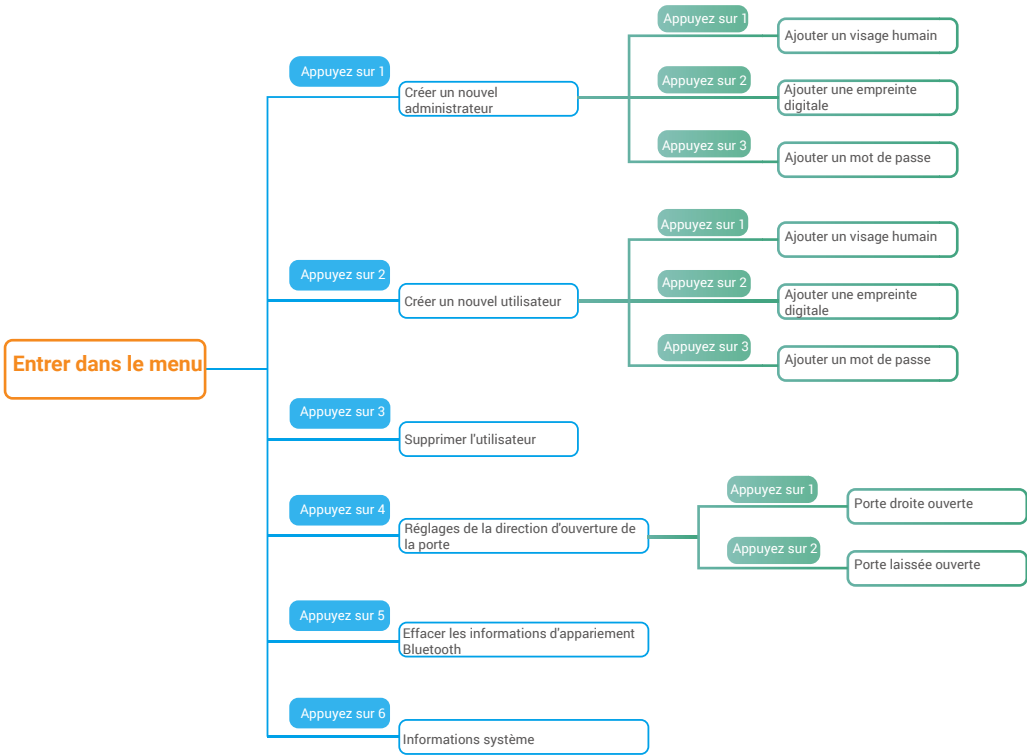 Entrer dans le menu
Appuyez sur 1
Créer un nouvel
administrateur
Appuyez sur 1
Ajouter un visage humain
Appuyez sur 2
Ajouter une empreinte
digitale
Appuyez sur 3
Ajouter un mot de passe
Appuyez sur 2
Créer un nouvel utilisateur
Appuyez sur 1
Ajouter un visage humain
Appuyez sur 2
Ajouter une empreinte
digitale
Appuyez sur 3
Ajouter un mot de passe
Appuyez sur 3
Supprimer l'utilisateur
Appuyez sur 4
Réglages de la direction d'ouverture de
la porte
Appuyez sur 1
Porte droite ouverte
Appuyez sur 2
Porte laissée ouverte
Appuyez sur 5
Effacer les informations d'appariement
Bluetooth
Appuyez sur 6
Informations système